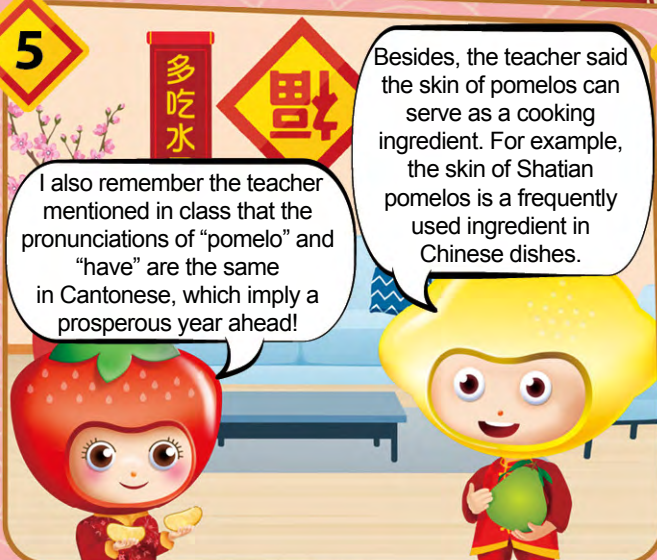 5
多吃水
福
I also remember the teacher
mentioned in class that the
pronunciations of “pomelo” and
“have” are the same
in Cantonese, which imply a
prosperous year ahead!
Besides, the teacher said
the skin of pomelos can
serve as a cooking
ingredient. For example,
the skin of Shatian
pomelos is a frequently
used ingredient in
Chinese dishes.